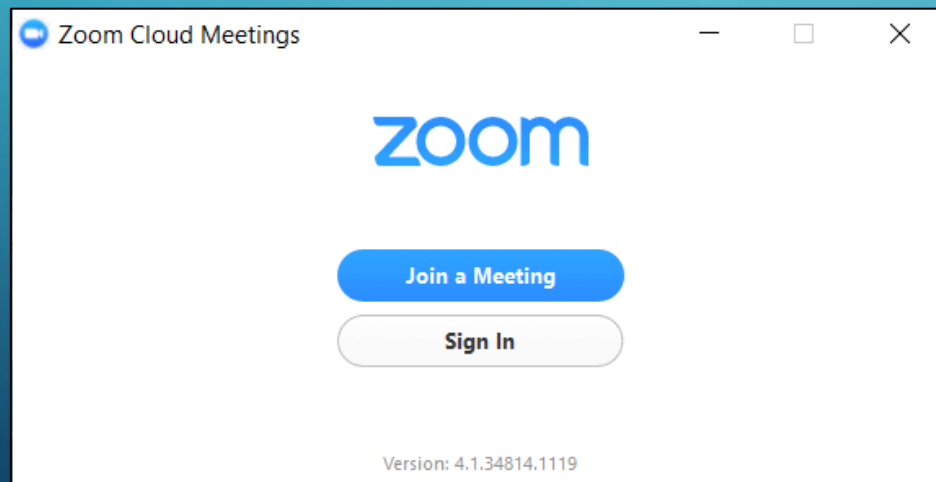 Zoom Cloud Meetings
zoom
Join a Meeting
Sign In
Version: 4.1.34814.1119